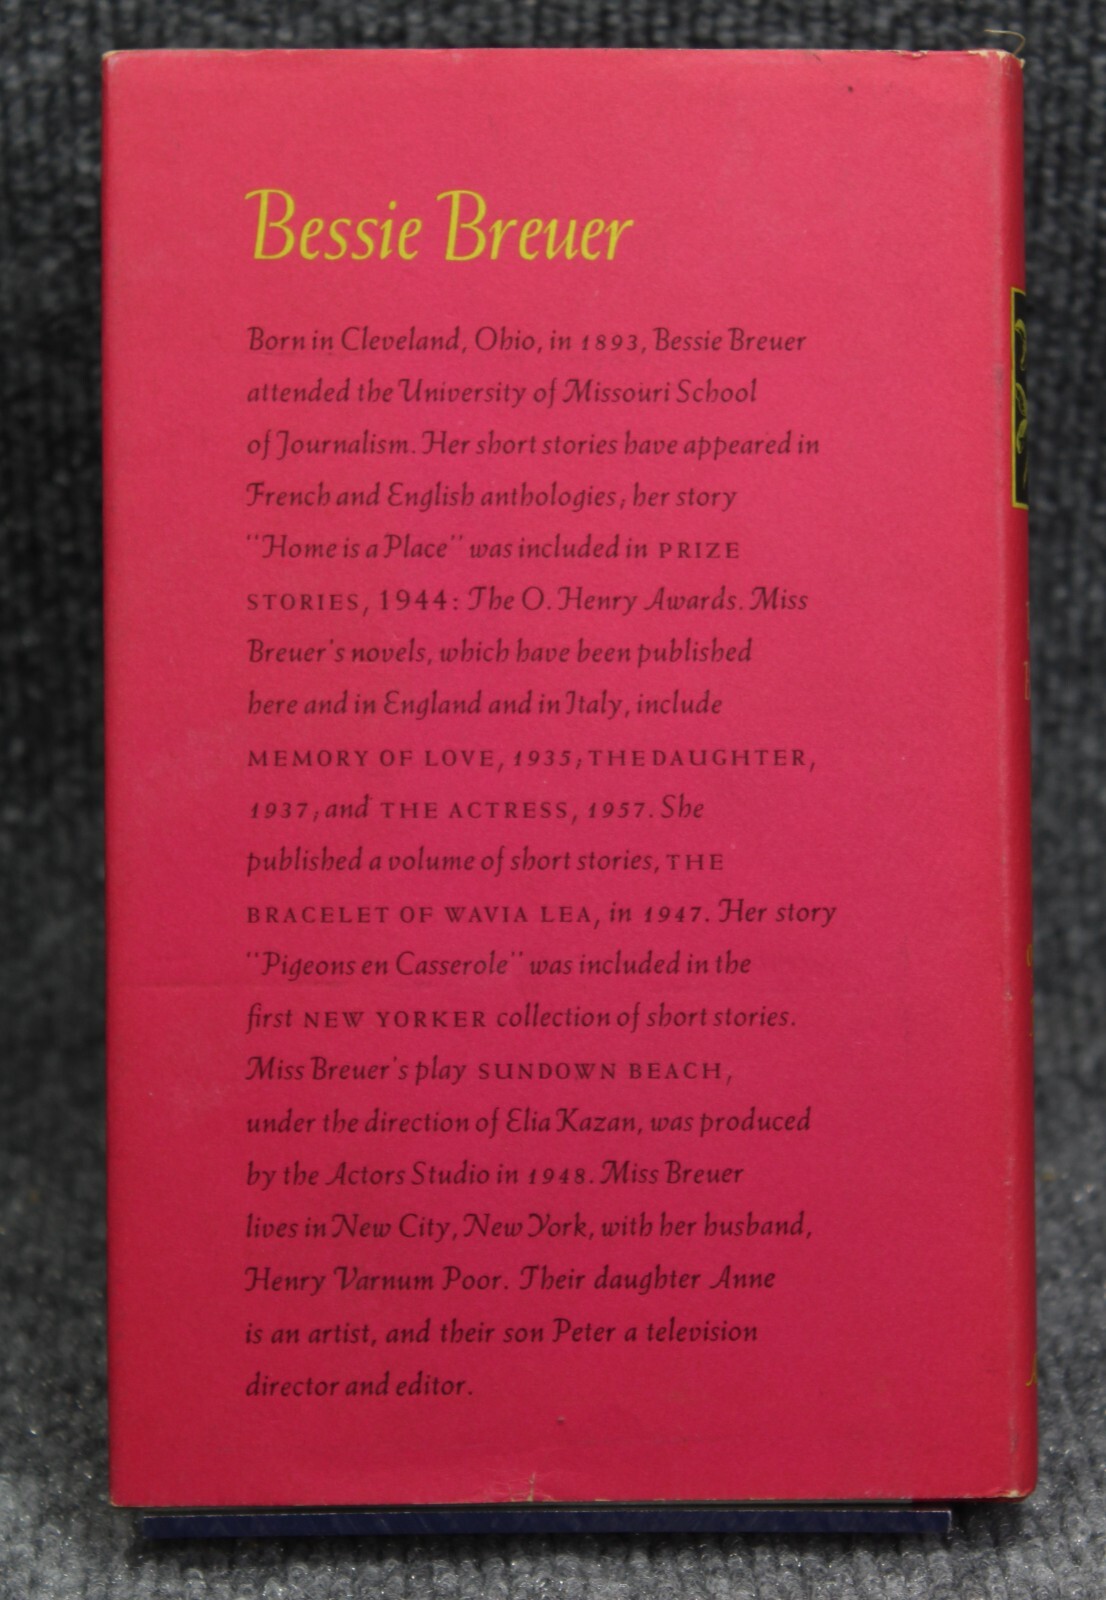 Bessie Breuer
Born in Cleveland, Ohio, in 1893, Bessie Breuer
attended the University of Missouri School
of Journalism. Her short stories have appeared in
French and English anthologies; her story
"Home is a Place" was included in PRIZE
STORIES, 1944: The O. Henry Awards. Miss
Breuer's novels, which have been published
here and in England and in Italy, include
MEMORY OF LOVE, 1935; THE DAUGHTER,
1937; and THE ACTRESS, 1957. She
published a volume of short stories, THE
BRACELET OF WAVIA LEA, in 1947. Her story
"Pigeons en Casserole" was included in the
first NEW YORKER collection of short stories.
Miss Breuer's play SUNDOWN BEACH,
under the direction of Elia Kazan, was produced
by the Actors Studio in 1948. Miss Breuer
lives in New City, New York, with her husband,
Henry Varnum Poor. Their daughter Anne
is an artist, and their son Peter a television
director and editor.